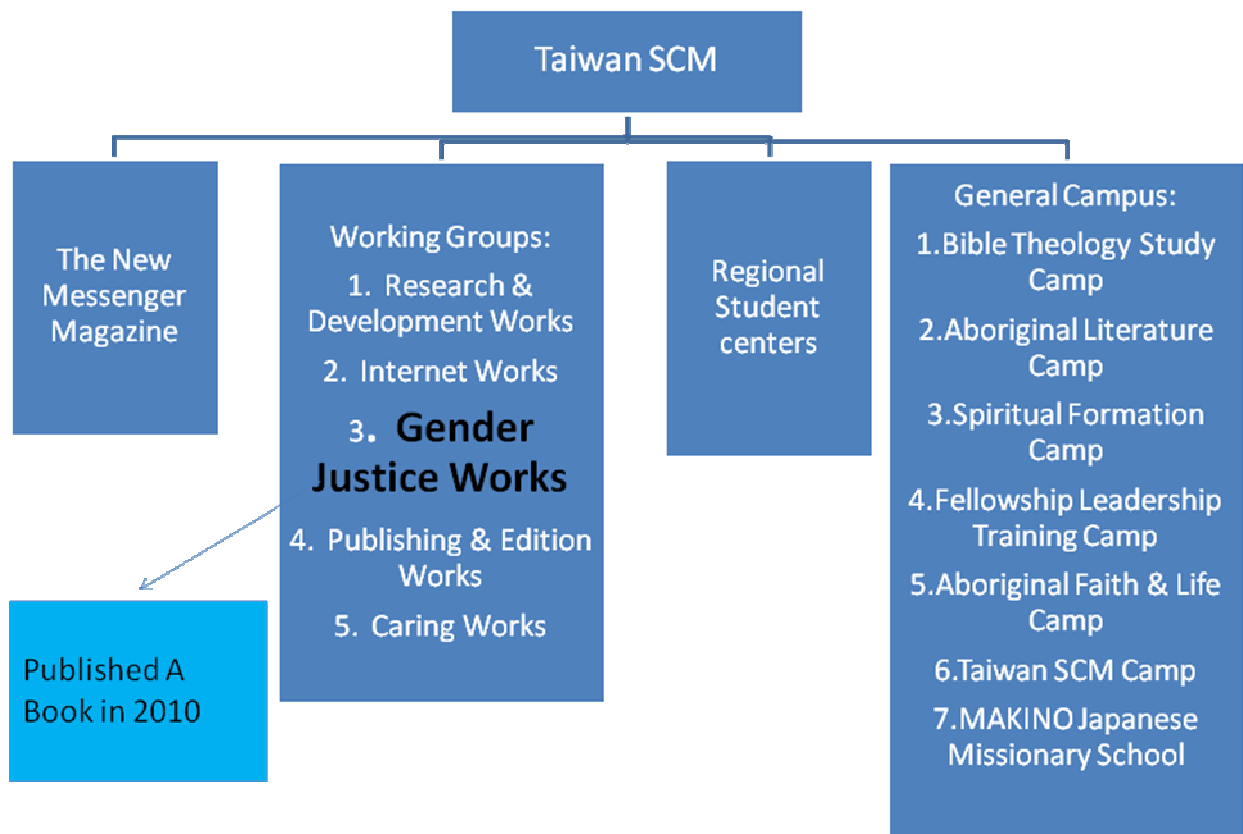 Taiwan SCM
The New
Messenger
Magazine
Working Groups:
1. Research &
Development Works
2. Internet Works
3. Gender
Justice Works
4. Publishing & Edition
Works
5. Caring Works
Regional
Student
centers
General Campus:
1.Bible Theology Study
Camp
2.Aboriginal Literature
Camp
3.Spiritual Formation
Camp
4.Fellowship Leadership
Training Camp
5.Aboriginal Faith & Life
Camp
6.Taiwan SCM Camp
7.MAKINO Japanese
Missionary School
Published A
Book in 2010